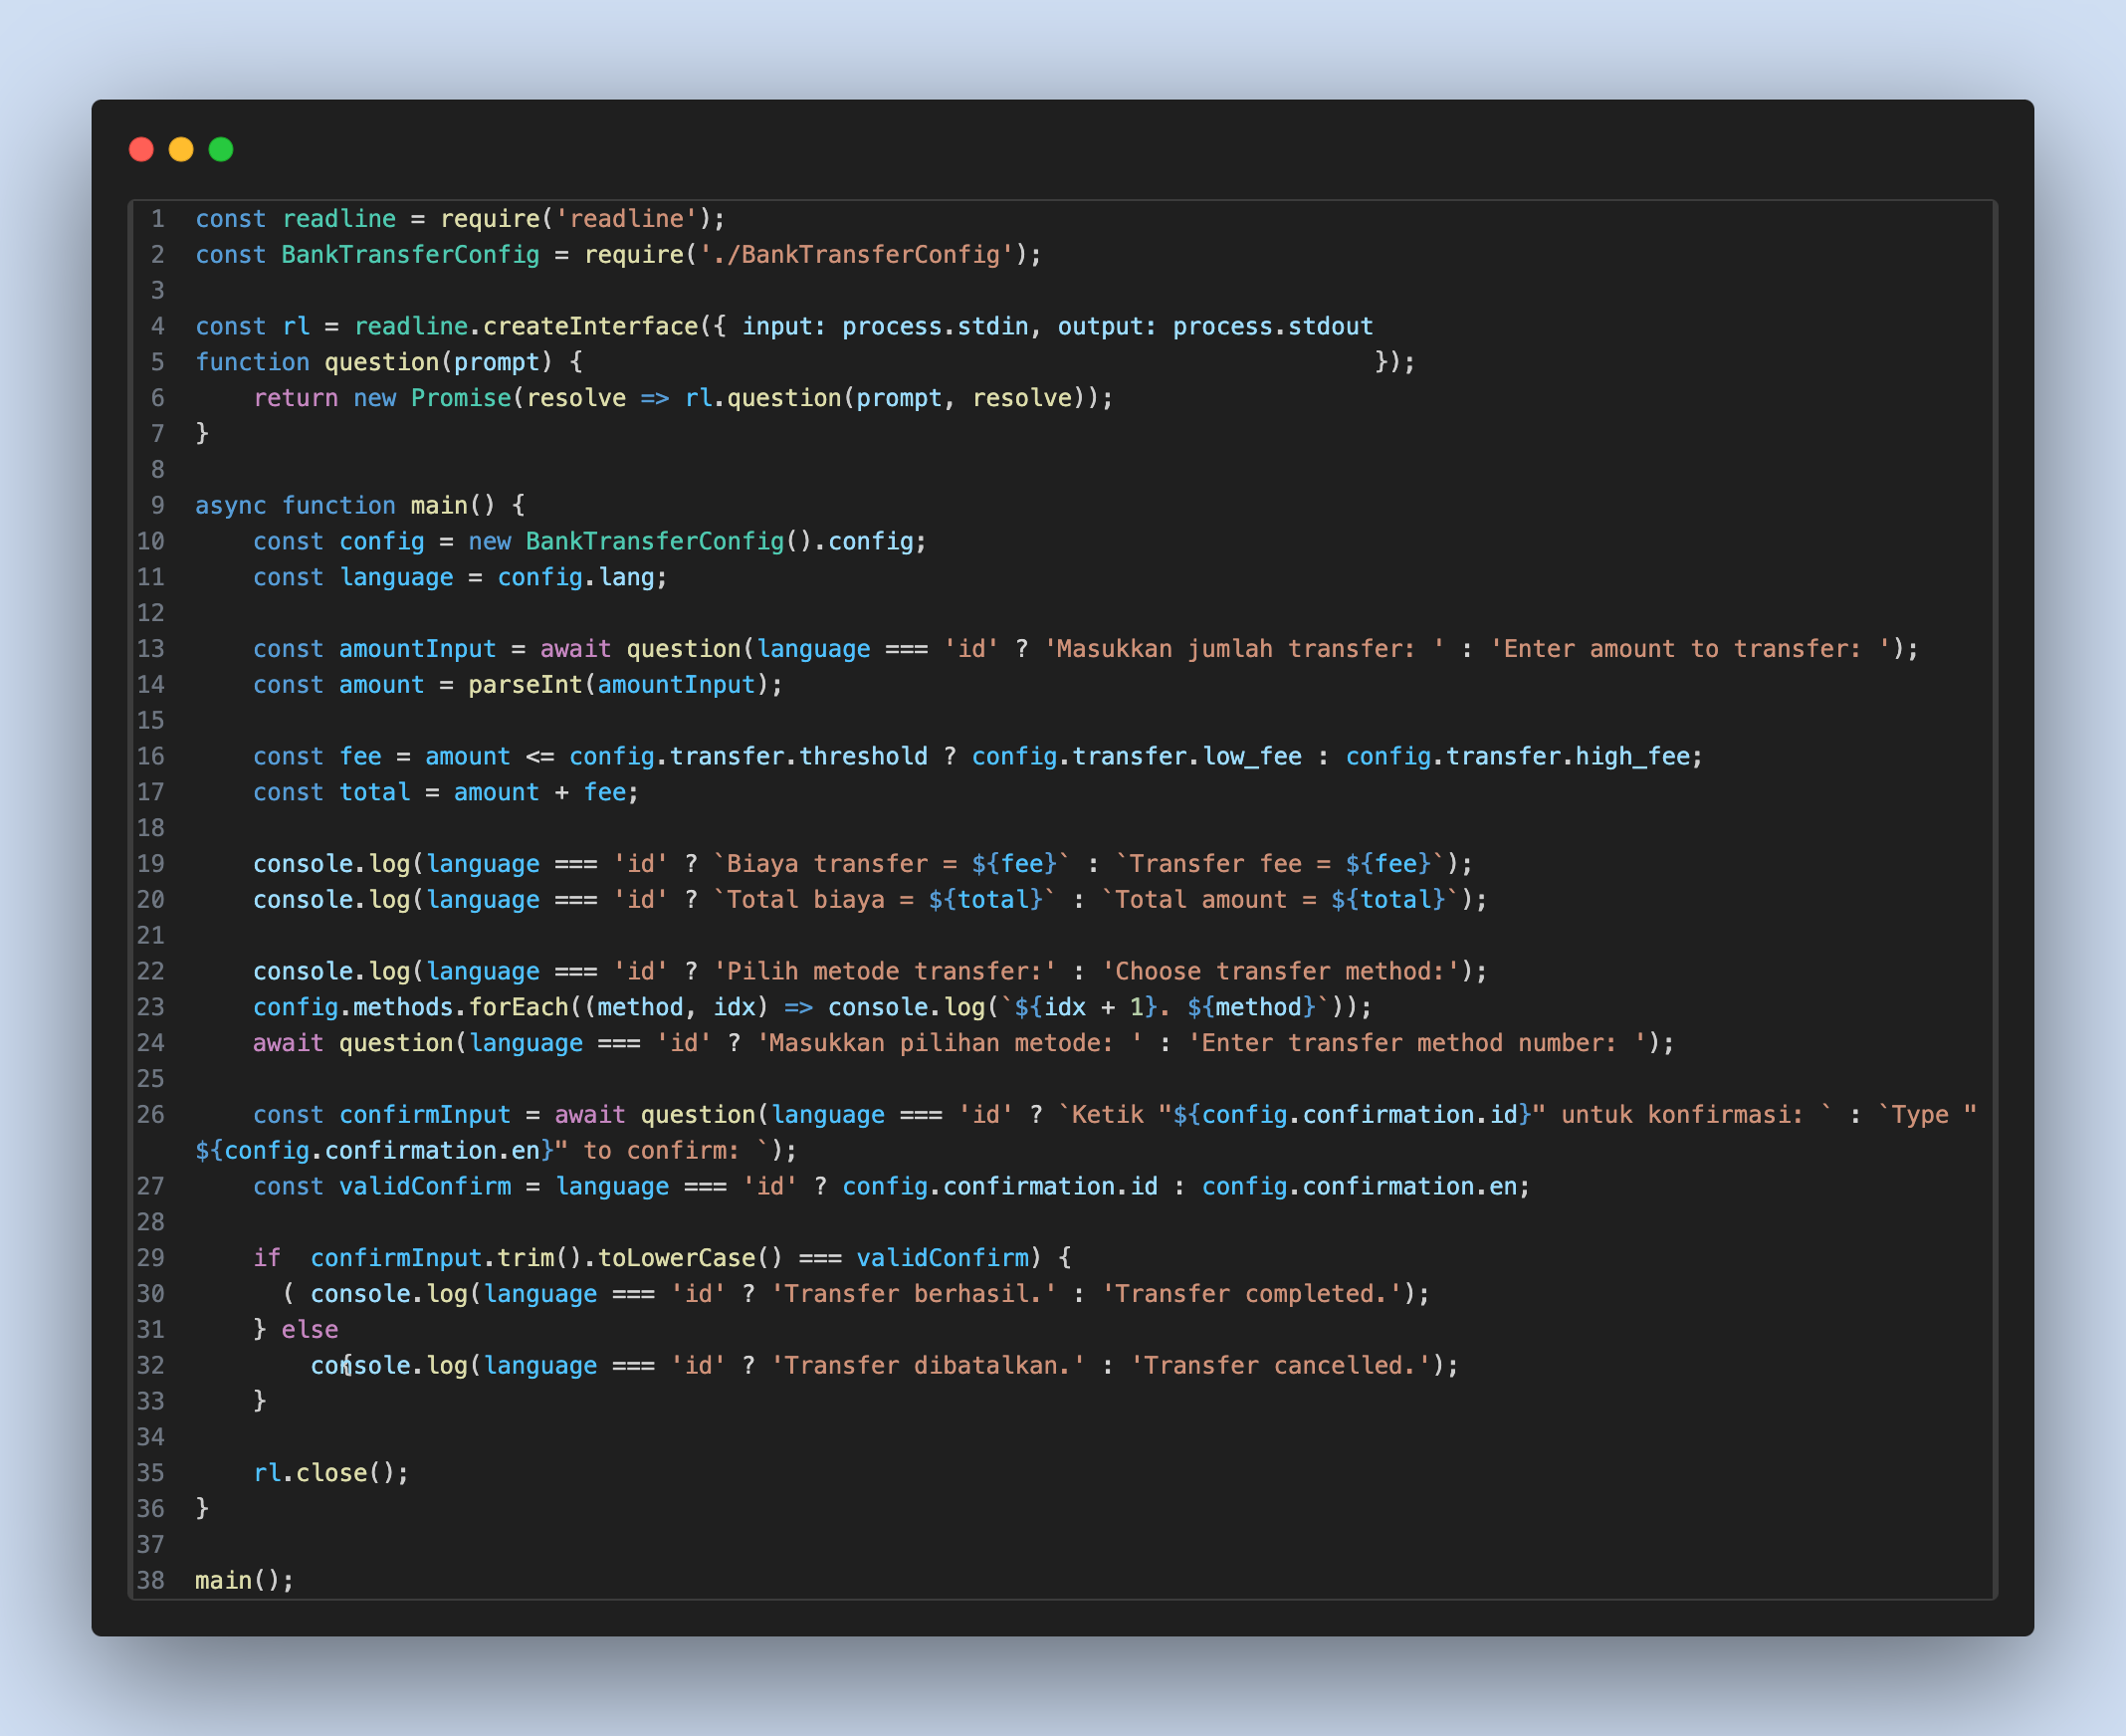 1 const readline = require('readline');
2 const BankTransferConfig = require('./BankTransferConfig');
3
4 const rl = readline.createInterface({ input: process.stdin, output: process.stdout
5 function question(prompt) { });
6     return new Promise(resolve => rl.question(prompt, resolve));
7 }
8
9 async function main() {
10     const config = new BankTransferConfig().config;
11     const language = config.lang;
12
13     const amountInput = await question(language === 'id' ? 'Masukkan jumlah transfer: ' : 'Enter amount to transfer: ');
14     const amount = parseInt(amountInput);
15
16     const fee = amount <= config.transfer.threshold ? config.transfer.low_fee : config.transfer.high_fee;
17     const total = amount + fee;
18
19     console.log(language === 'id' ? `Biaya transfer = ${fee}` : `Transfer fee = ${fee}`);
20     console.log(language === 'id' ? `Total biaya = ${total}` : `Total amount = ${total}`);
21
22     console.log(language === 'id' ? 'Pilih metode transfer:' : 'Choose transfer method:');
23     config.methods.forEach((method, idx) => console.log(`${idx + 1}. ${method}`));
24     await question(language === 'id' ? 'Masukkan pilihan metode: ' : 'Enter transfer method number: ');
25
26     const confirmInput = await question(language === 'id' ? `Ketik "${config.confirmation.id}" untuk konfirmasi: ` : `Type "
${config.confirmation.en}" to confirm: `);
27     const validConfirm = language === 'id' ? config.confirmation.id : config.confirmation.en;
28
29     if  confirmInput.trim().toLowerCase() === validConfirm) {
30       ( console.log(language === 'id' ? 'Transfer berhasil.' : 'Transfer completed.');
31     } else
32         console.log(language === 'id' ? 'Transfer dibatalkan.' : 'Transfer cancelled.');
{
33     }
34
35     rl.close();
36 }
37
38 main();